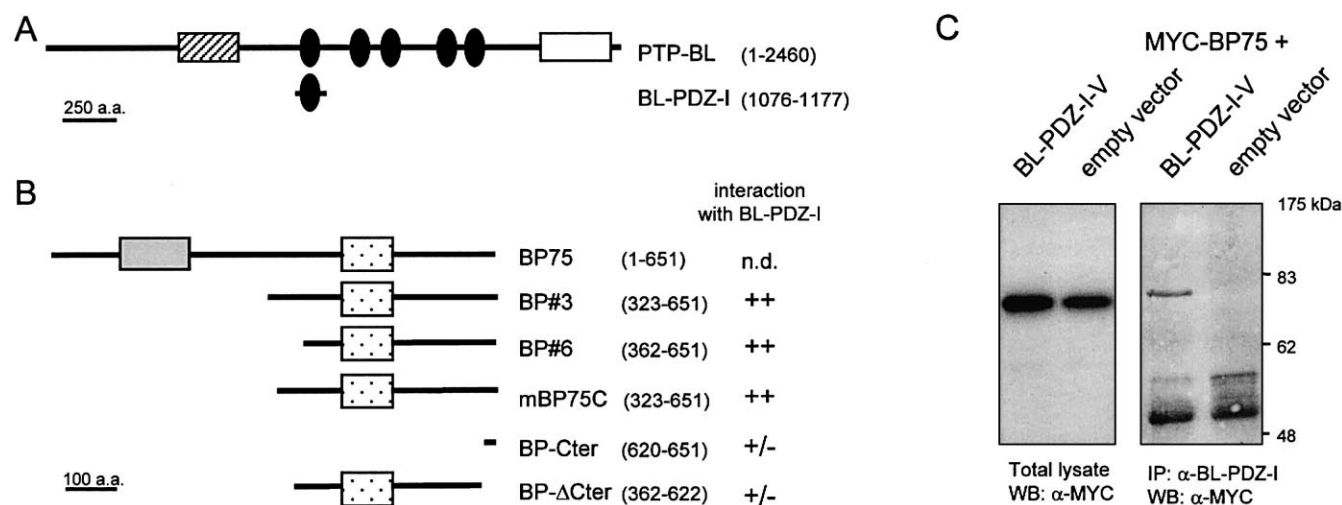 A
PTP-BL (1-2460)
BL-PDZ-I (1076-1177)
250 a.a.
B
interaction
with BL-PDZ-I
BP75 (1-651) n.d.
BP#3 (323-651) ++
BP#6 (362-651) ++
mBP75C (323-651) ++
BP-Cter (620-651) +/-
BP-ΔCter (362-622) +/-
100 a.a.
C
MYC-BP75 +
BL-PDZ-I-V
empty vector
BL-PDZ-I-V
empty vector
175 kDa
83
62
48
Total lysate
WB: α-MYC
IP: α-BL-PDZ-I
WB: α-MYC